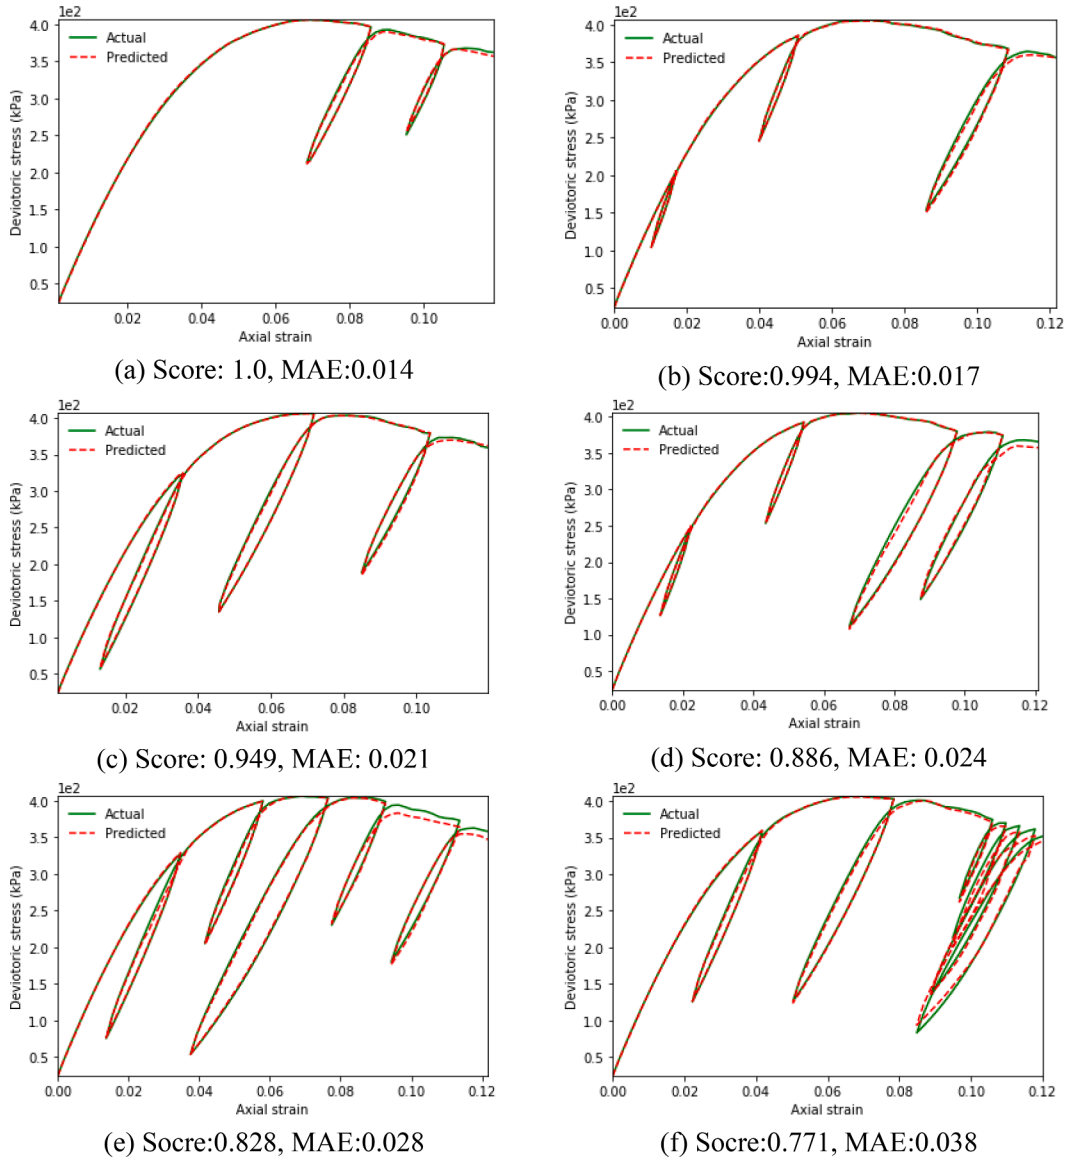 1e2
4.0
3.5
3.0
2.5
2.0
1.5
1.0
0.5
Deviotoric stress (kPa)
Actual
Predicted
0.02 0.04 0.06 0.08 0.10
Axial strain
(a) Score: 1.0, MAE:0.014
1e2
4.0
3.5
3.0
2.5
2.0
1.5
1.0
0.5
Deviotoric stress (kPa)
Actual
Predicted
0.00 0.02 0.04 0.06 0.08 0.10 0.12
Axial strain
(b) Score:0.994, MAE:0.017
1e2
4.0
3.5
3.0
2.5
2.0
1.5
1.0
0.5
Deviotoric stress (kPa)
Actual
Predicted
0.02 0.04 0.06 0.08 0.10
Axial strain
(c) Score: 0.949, MAE: 0.021
1e2
4.0
3.5
3.0
2.5
2.0
1.5
1.0
0.5
Deviotoric stress (kPa)
Actual
Predicted
0.00 0.02 0.04 0.06 0.08 0.10 0.12
Axial strain
(d) Score: 0.886, MAE: 0.024
1e2
4.0
3.5
3.0
2.5
2.0
1.5
1.0
0.5
Deviotoric stress (kPa)
Actual
Predicted
0.00 0.02 0.04 0.06 0.08 0.10 0.12
Axial strain
(e) Socre:0.828, MAE:0.028
1e2
4.0
3.5
3.0
2.5
2.0
1.5
1.0
0.5
Deviotoric stress (kPa)
Actual
Predicted
0.00 0.02 0.04 0.06 0.08 0.10 0.12
Axial strain
(f) Socre:0.771, MAE:0.038